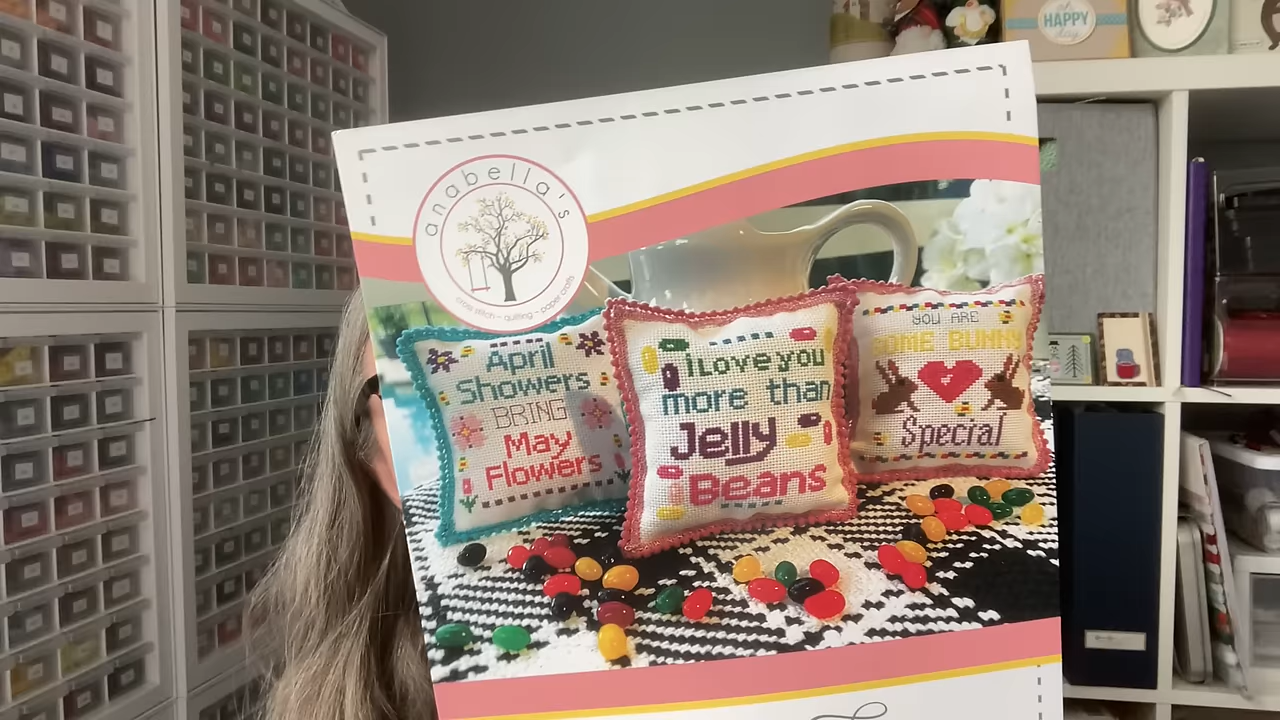 HAPPY
anabella's
cross stitch ~ quilting ~ paper crafts
April
Showers
BRING
May
Flowers
I Love you
more than
Jelly
Beans
YOU ARE
SOME BUNNY
Special